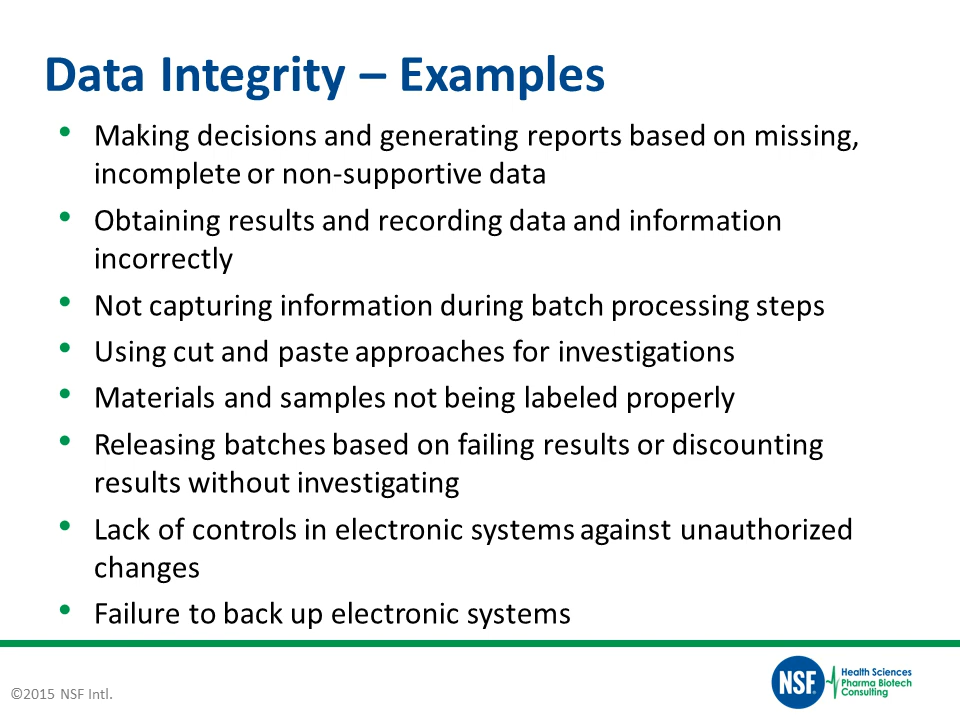 Data Integrity – Examples
• Making decisions and generating reports based on missing,
incomplete or non-supportive data
• Obtaining results and recording data and information
incorrectly
• Not capturing information during batch processing steps
• Using cut and paste approaches for investigations
• Materials and samples not being labeled properly
• Releasing batches based on failing results or discounting
results without investigating
• Lack of controls in electronic systems against unauthorized
changes
• Failure to back up electronic systems
©2015 NSF Intl.
NSF
Health Sciences
Pharma Biotech
Consulting